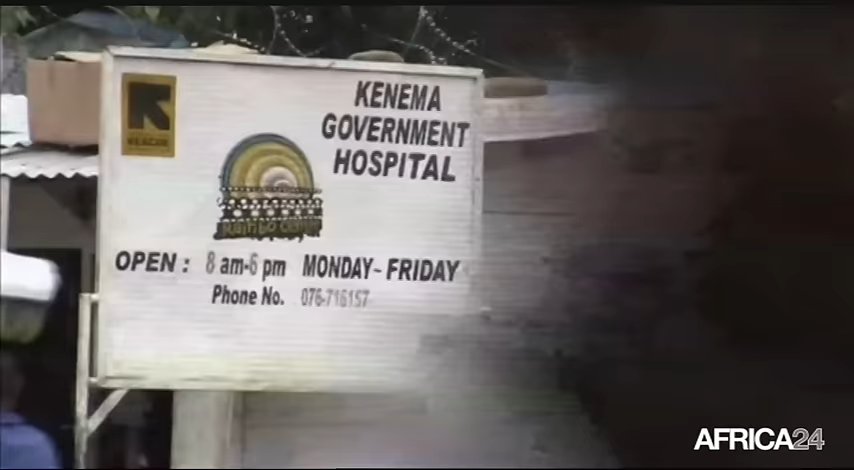 KENEMA
GOVERNMENT
HOSPITAL
OPEN : 8 am-6 pm MONDAY- FRIDAY
Phone No. 076-716157
AFRICA24